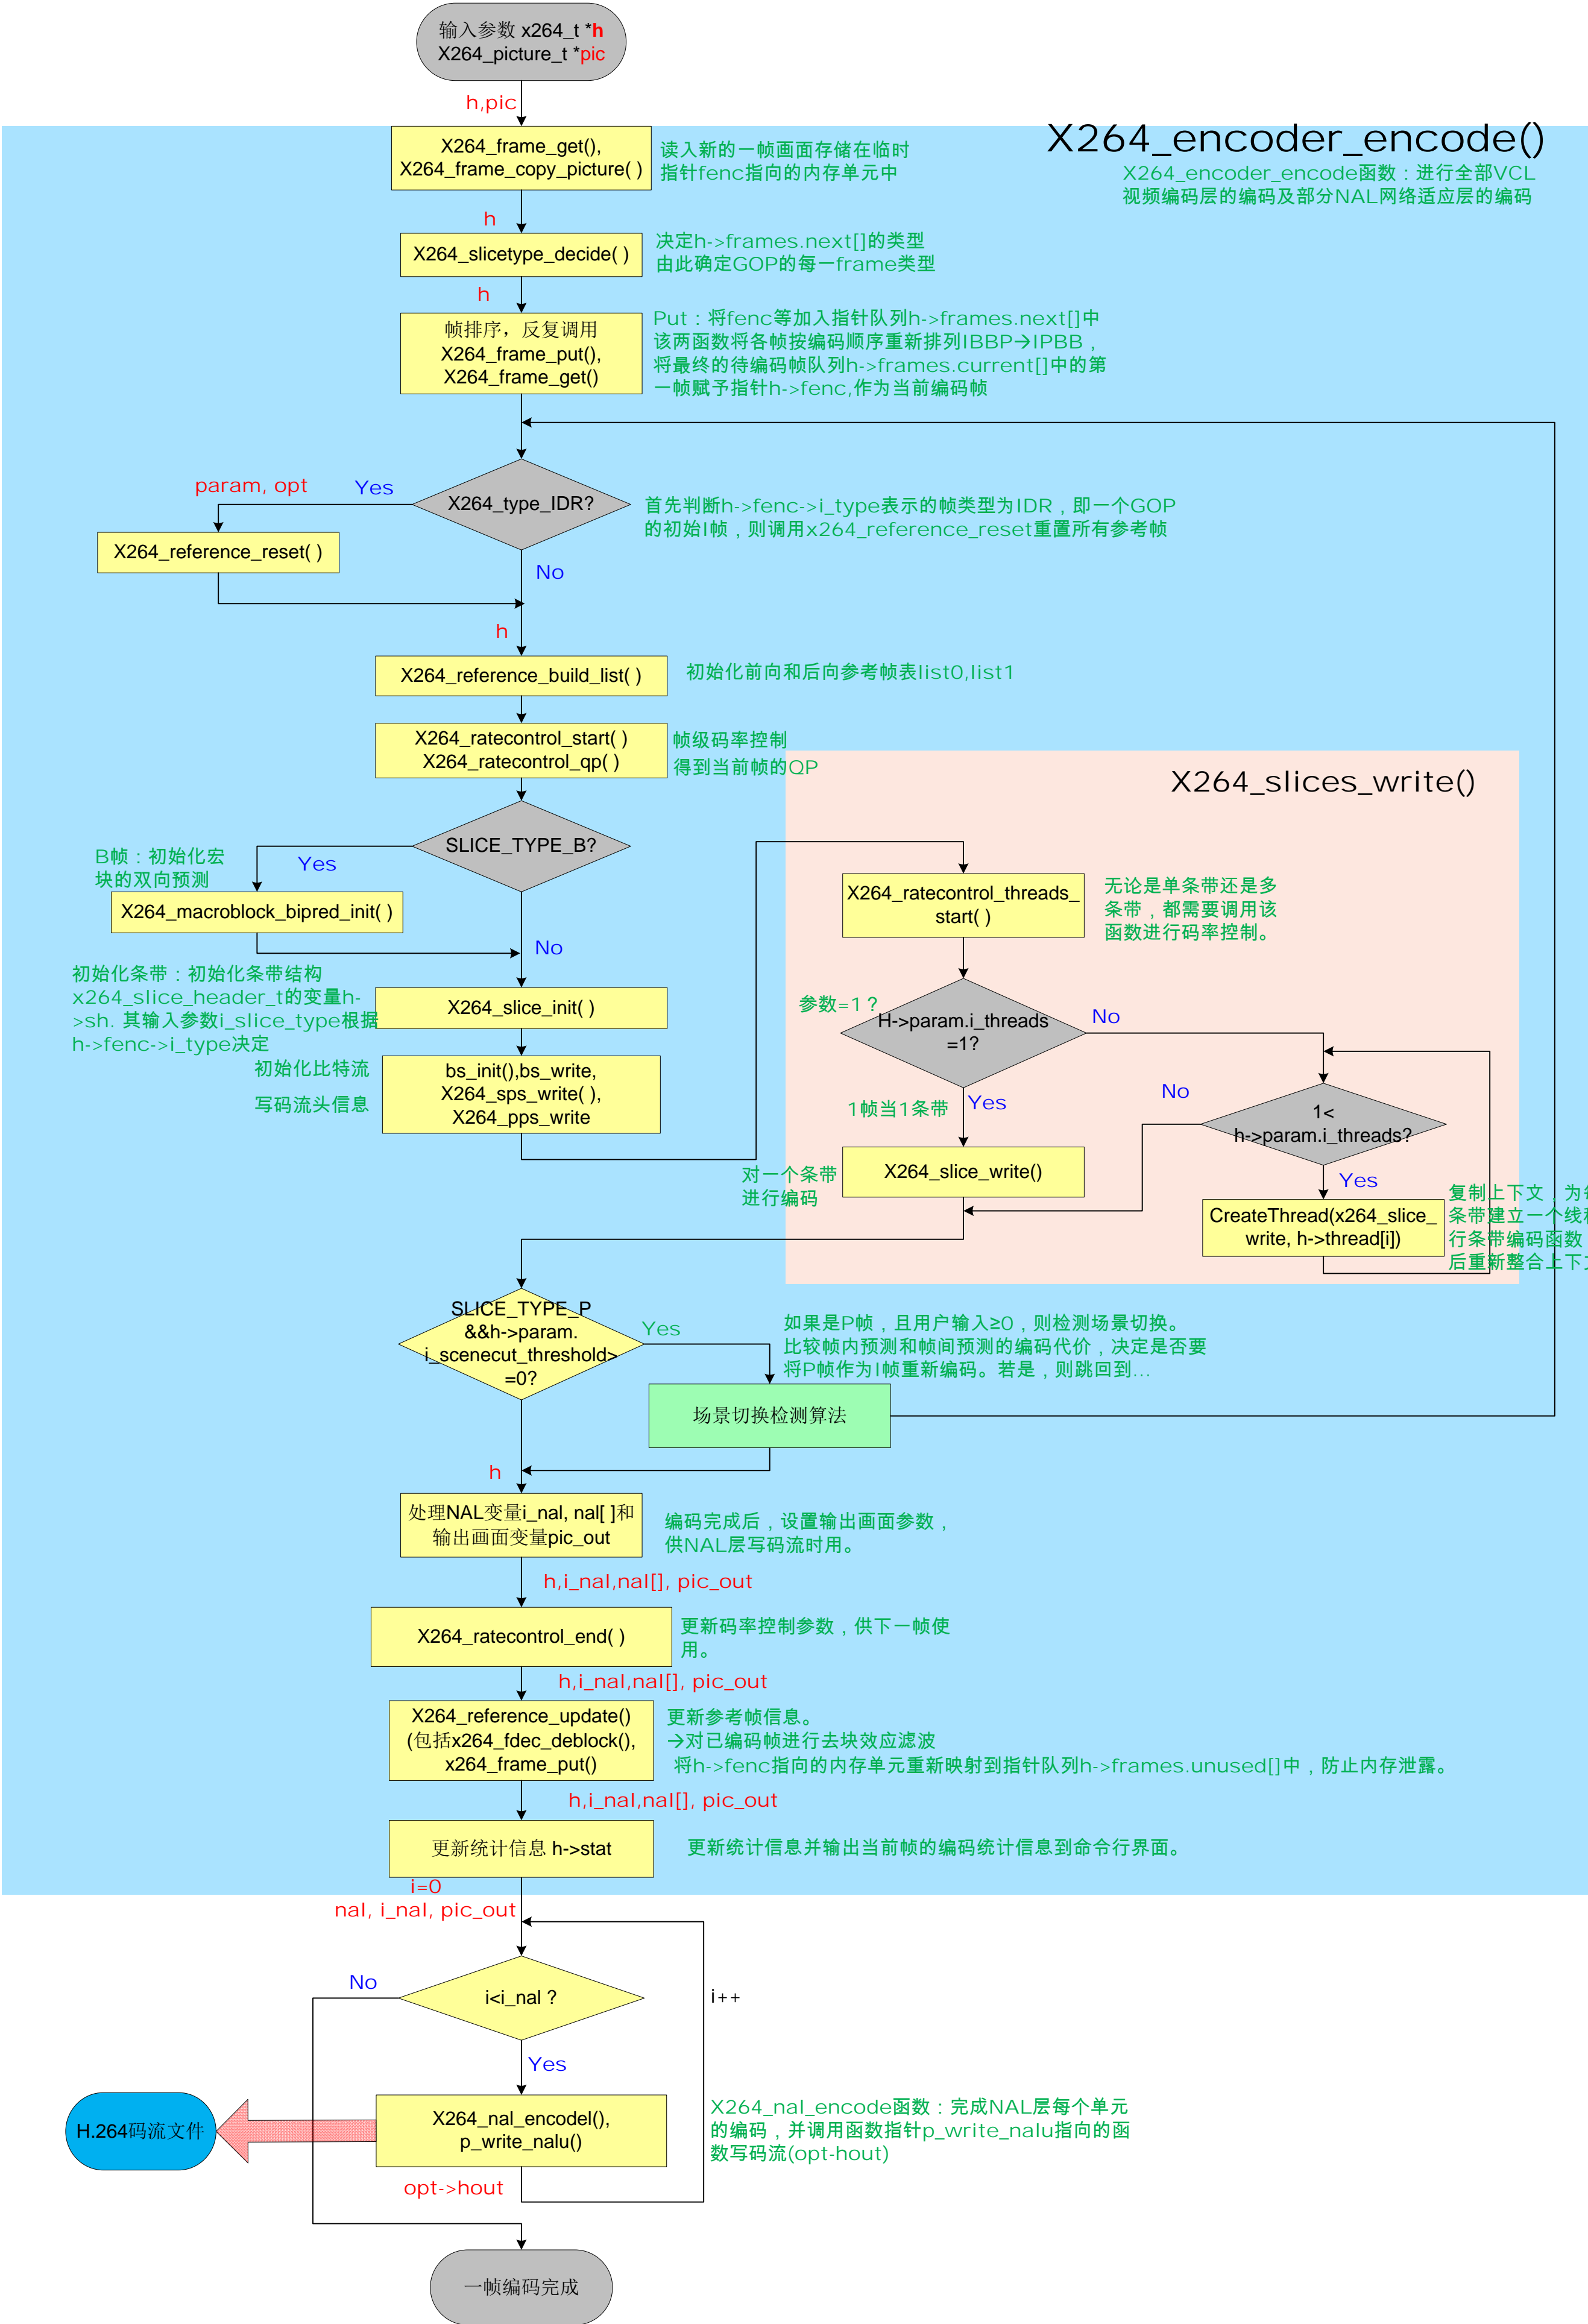 输入参数 x264_t *h
X264_picture_t *pic
h,pic
X264_encoder_encode()
X264_encoder_encode函数：进行全部VCL
视频编码层的编码及部分NAL网络适应层的编码
X264_frame_get(),
X264_frame_copy_picture( )
读入新的一帧画面存储在临时
指针fenc指向的内存单元中
h
X264_slicetype_decide( )
决定h->frames.next[]的类型
由此确定GOP的每一frame类型
h
帧排序，反复调用
X264_frame_put(),
X264_frame_get()
Put：将fenc等加入指针队列h->frames.next[]中
该两函数将各帧按编码顺序重新排列IBBP→IPBB，
将最终的待编码帧队列h->frames.current[]中的第
一帧赋予指针h->fenc,作为当前编码帧
param, opt
Yes
X264_type_IDR?
首先判断h->fenc->i_type表示的帧类型为IDR，即一个GOP
的初始I帧，则调用x264_reference_reset重置所有参考帧
X264_reference_reset( )
No
h
X264_reference_build_list( )
初始化前向和后向参考帧表list0,list1
X264_ratecontrol_start( )
X264_ratecontrol_qp( )
帧级码率控制
得到当前帧的QP
X264_slices_write()
SLICE_TYPE_B?
Yes
B帧：初始化宏
块的双向预测
X264_macroblock_bipred_init( )
No
初始化条带：初始化条带结构
x264_slice_header_t的变量h-
>sh. 其输入参数i_slice_type根据
h->fenc->i_type决定
X264_slice_init( )
初始化比特流
写码流头信息
bs_init(),bs_write,
X264_sps_write( ),
X264_pps_write
X264_ratecontrol_threads_
start( )
无论是单条带还是多
条带，都需要调用该
函数进行码率控制。
参数=1？
H->param.i_threads
=1?
No
1帧当1条带
Yes
No
1<
h->param.i_threads?
对一个条带
进行编码
X264_slice_write()
Yes
CreateThread(x264_slice_
write, h->thread[i])
复制上下文，为
条带建立一个线
行条带编码函数
后重新整合上下
SLICE_TYPE_P
&&h->param.
i_scenecut_threshold>
=0?
Yes
如果是P帧，且用户输入≥0，则检测场景切换。
比较帧内预测和帧间预测的编码代价，决定是否要
将P帧作为I帧重新编码。若是，则跳回到...
场景切换检测算法
h
处理NAL变量i_nal, nal[ ]和
输出画面变量pic_out
编码完成后，设置输出画面参数，
供NAL层写码流时用。
h,i_nal,nal[], pic_out
X264_ratecontrol_end( )
更新码率控制参数，供下一帧使
用。
h,i_nal,nal[], pic_out
X264_reference_update()
(包括x264_fdec_deblock(),
x264_frame_put()
更新参考帧信息。
→对已编码帧进行去块效应滤波
将h->fenc指向的内存单元重新映射到指针队列h->frames.unused[]中，防止内存泄露。
h,i_nal,nal[], pic_out
更新统计信息 h->stat
更新统计信息并输出当前帧的编码统计信息到命令行界面。
i=0
nal, i_nal, pic_out
No
i<i_nal ?
i++
Yes
H.264码流文件
X264_nal_encodel(),
p_write_nalu()
X264_nal_encode函数：完成NAL层每个单元
的编码，并调用函数指针p_write_nalu指向的函
数写码流(opt-hout)
opt->hout
一帧编码完成